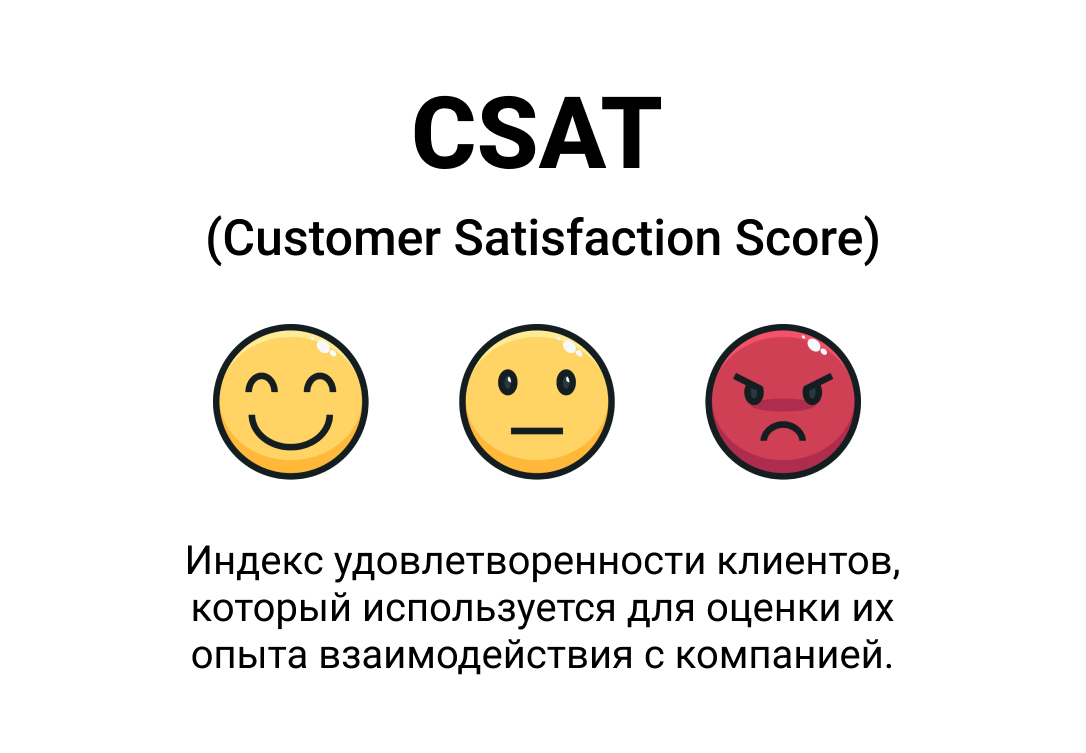 CSAT
(Customer Satisfaction Score)
Индекс удовлетворенности клиентов,
который используется для оценки их
опыта взаимодействия с компанией.